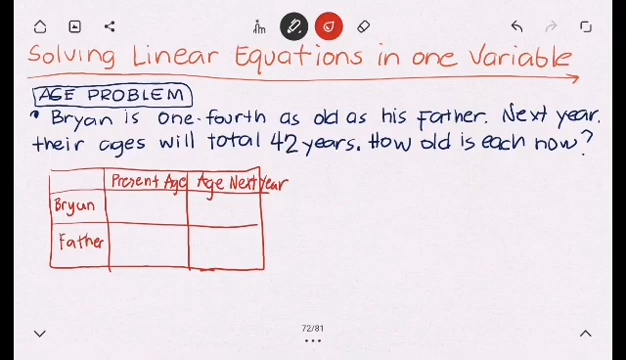 Solving Linear Equations in one Variable
AGE PROBLEM
• Bryan is one-fourth as old as his Father. Next year,
their ages will total 42 years. How old is each now?
Present Age Age Next Year
Bryan
Father
72/81